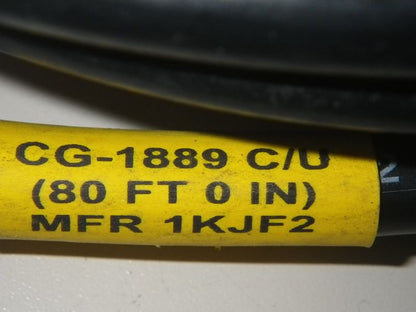 CG-1889 C/U
(80 FT 0 IN)
MFR 1KJF2